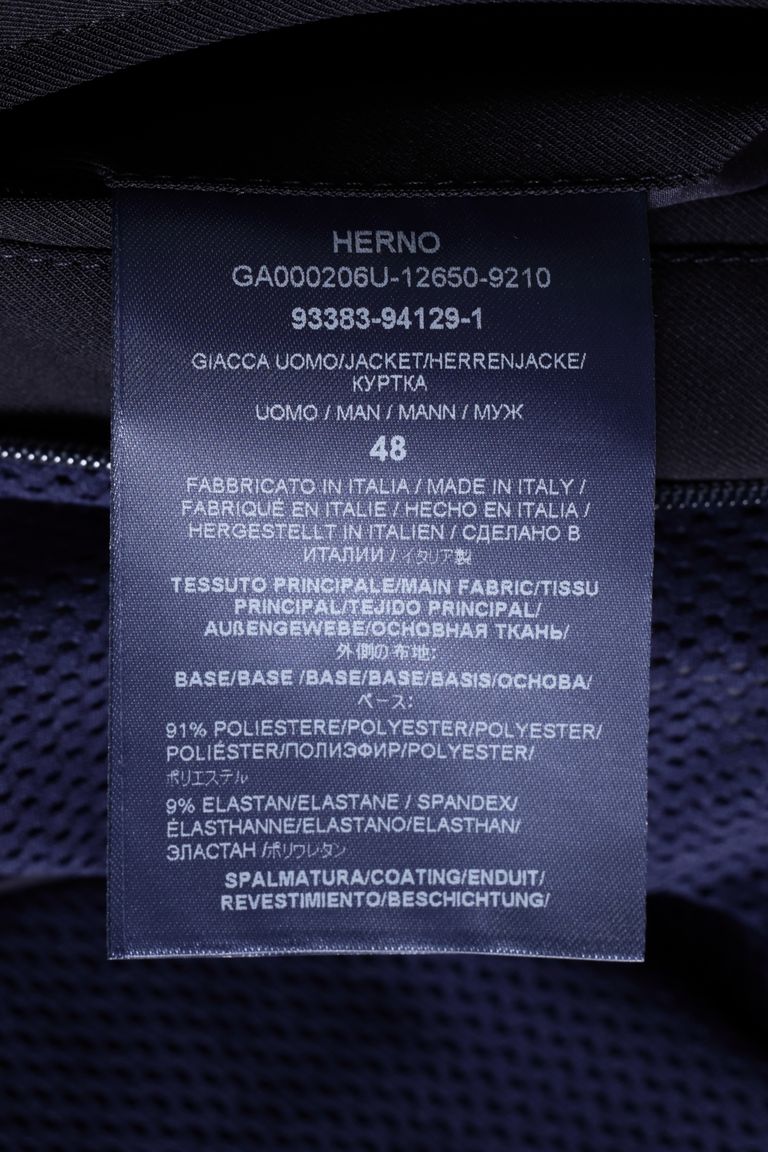 HERNO
GA000206U-12650-9210
93383-94129-1
GIACCA UOMO/JACKET/HERRENJACKE/
КУРТКА
UOMO / MAN / MANN / МУЖ
48
FABBRICATO IN ITALIA / MADE IN ITALY /
FABRIQUÉ EN ITALIE / HECHO EN ITALIA /
HERGESTELLT IN ITALIEN / СДЕЛАНО В
ИТАЛИИ / イタリア製
TESSUTO PRINCIPALE/MAIN FABRIC/TISSU
PRINCIPAL/TEJIDO PRINCIPAL/
AUßENGEWEBE/ОСНОВНАЯ ТКАНЬ/
外側の布地:
BASE/BASE /BASE/BASE/BASIS/ОСНОВА/
ベース:
91% POLIESTERE/POLYESTER/POLYESTER/
POLIÉSTER/ПОЛИЭФИР/POLYESTER/
ポリエステル
9% ELASTAN/ELASTANE / SPANDEX/
ÉLASTHANNE/ELASTANO/ELASTHAN/
ЭЛАСТАН /ポリウレタン
SPALMATURA/COATING/ENDUIT/
REVESTIMIENTO/BESCHICHTUNG/